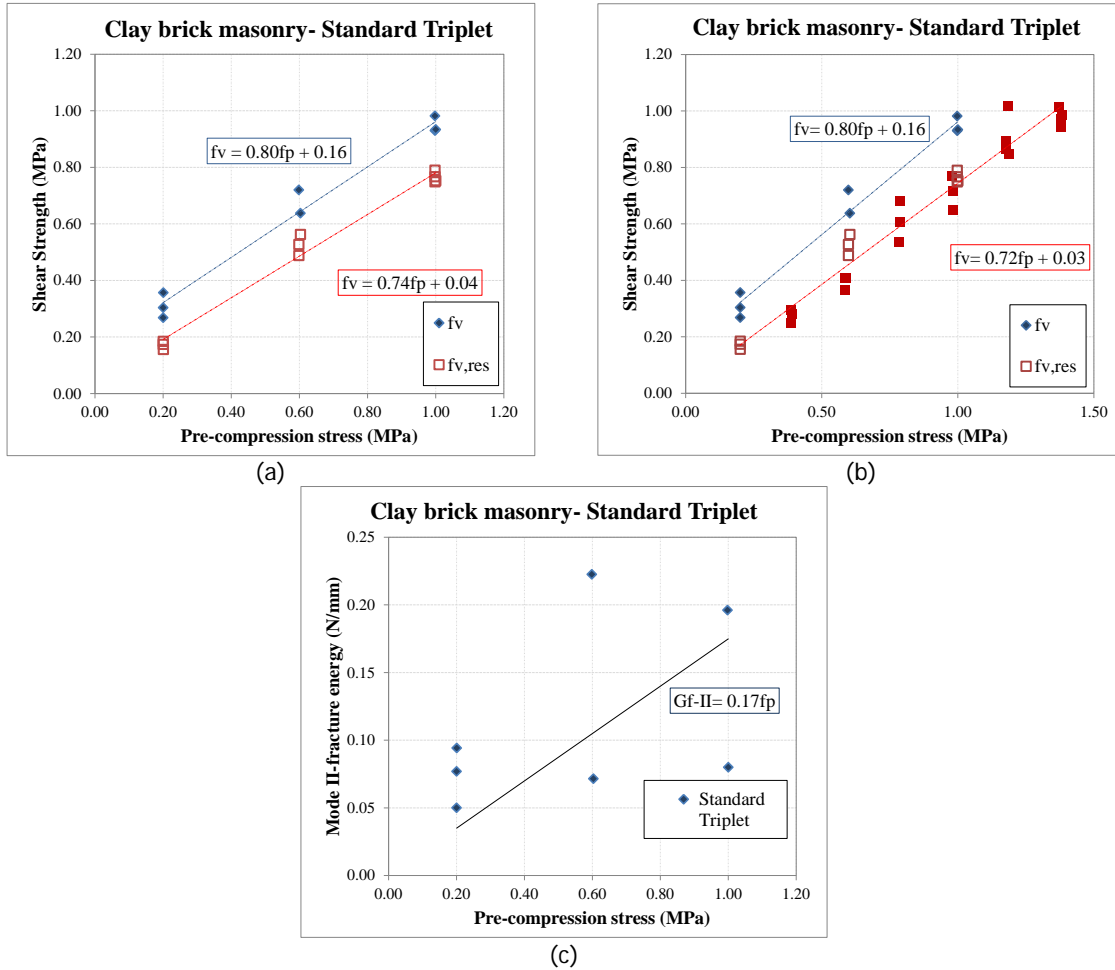 Clay brick masonry- Standard Triplet
1.20
1.00
0.80
0.60
0.40
0.20
0.00
Shear Strength (MPa)
fv = 0.80fp + 0.16
fv = 0.74fp + 0.04
fv
fv,res
0.00 0.20 0.40 0.60 0.80 1.00 1.20
Pre-compression stress (MPa)
(a)
Clay brick masonry- Standard Triplet
1.20
1.00
0.80
0.60
0.40
0.20
0.00
Shear Strength (MPa)
fv= 0.80fp + 0.16
fv= 0.72fp + 0.03
fv
fv,res
0.00 0.50 1.00 1.50
Pre-compression stress (MPa)
(b)
Clay brick masonry- Standard Triplet
0.25
0.20
0.15
0.10
0.05
0.00
Mode II-fracture energy (N/mm)
Gf-II= 0.17fp
Standard
Triplet
0.00 0.20 0.40 0.60 0.80 1.00 1.20
Pre-compression stress (MPa)
(c)